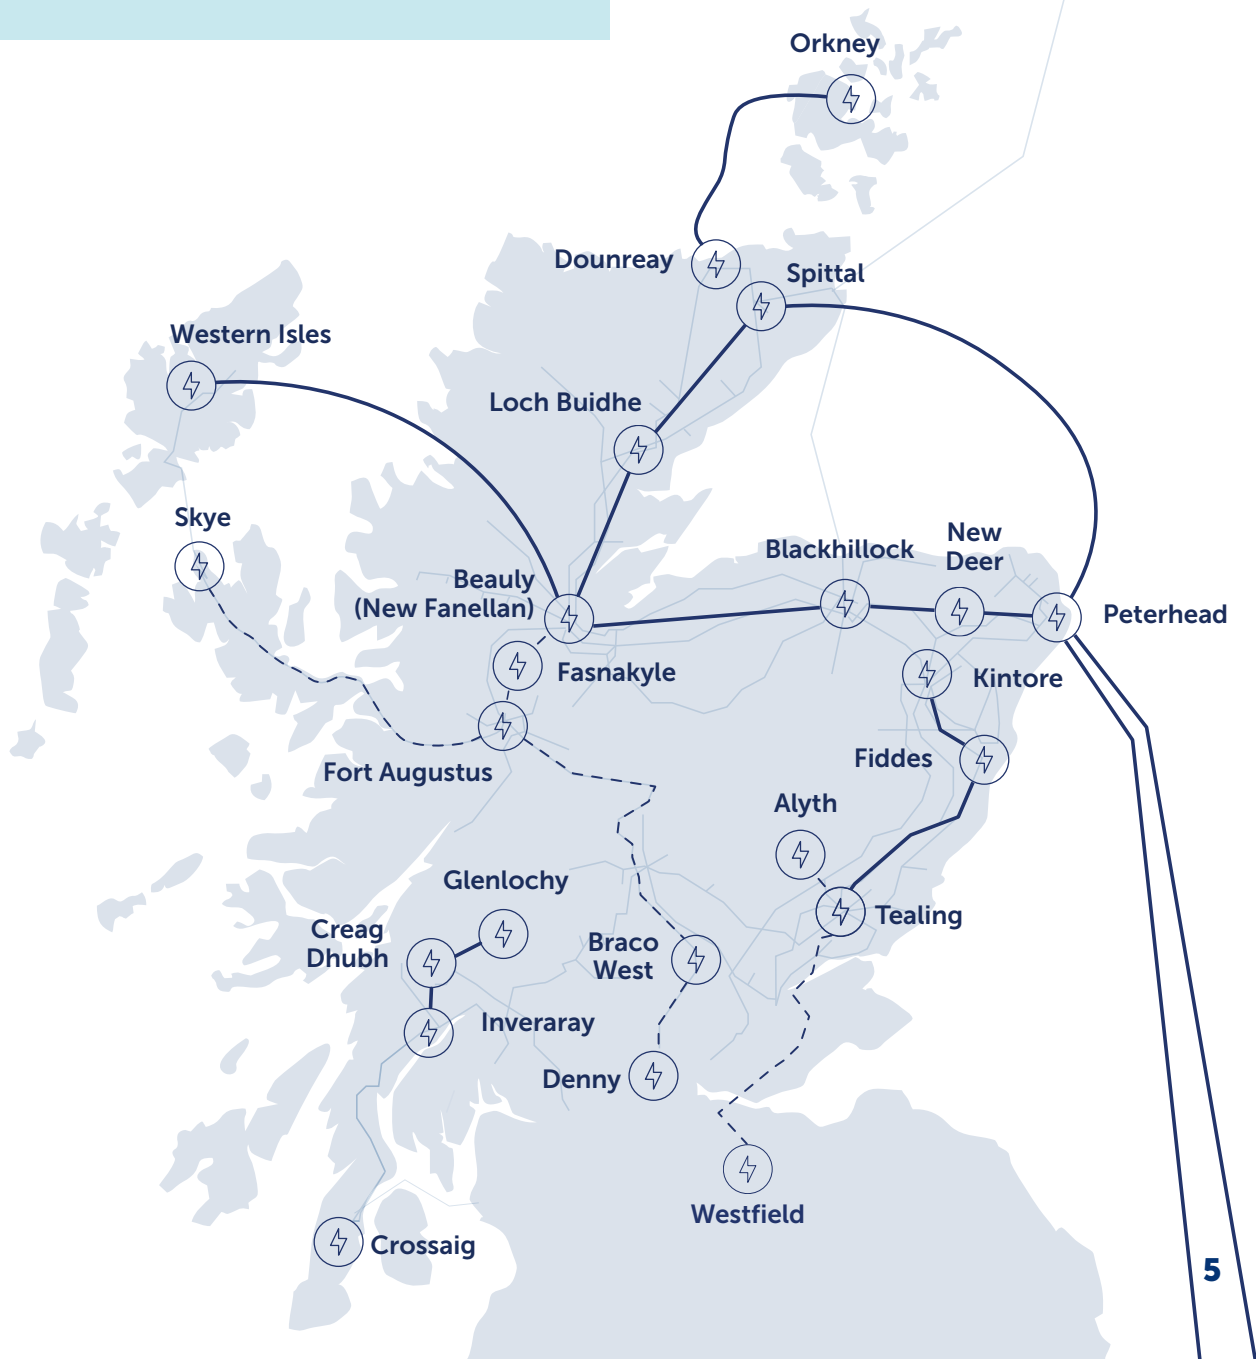 Orkney
Dounreay
Spittal
Western Isles
Loch Buidhe
Skye
New
Deer
Blackhillock
Beauly
(New Fanellan)
Peterhead
Fasnakyle
Kintore
Fiddes
Fort Augustus
Alyth
Glenlochy
Tealing
Creag
Dhubh
Braco
West
Inveraray
Denny
Westfield
Crossaig
5